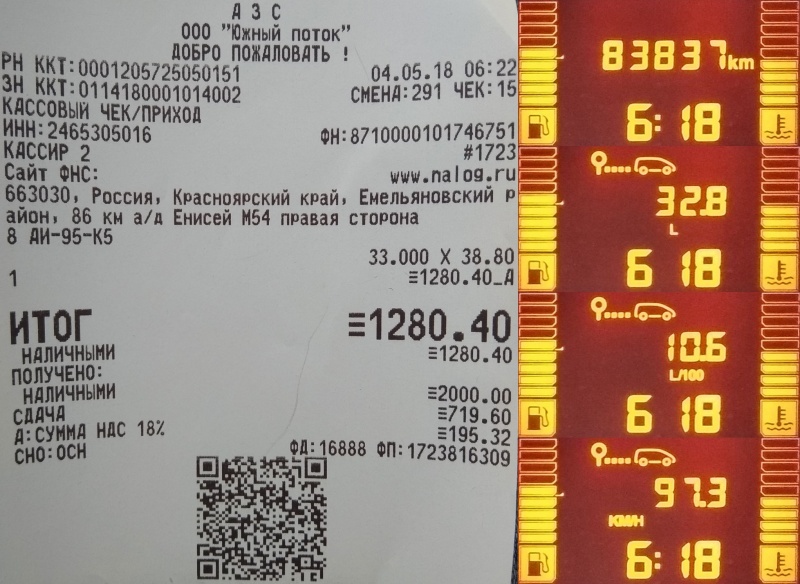 А З С
ООО "Южный поток"
ДОБРО ПОЖАЛОВАТЬ !
РН ККТ:0001205725050151 04.05.18 06:22
ЗН ККТ:01141800001014002 СМЕНА:291 ЧЕК:15
КАССОВЫЙ ЧЕК/ПРИХОД
ИНН:2465305016 ФН:8710000101746751
КАССИР 2 #1723
Сайт ФНС: www.nalog.ru
663030, Россия, Красноярский край, Емельяновский р
айон, 86 км а/д Енисей М54 правая сторона
8 АИ-95-К5
33.000 X 38.80
1 ≡1280.40_А
ИТОГ ≡1280.40
НАЛИЧНЫМИ ≡1280.40
ПОЛУЧЕНО:
НАЛИЧНЫМИ ≡2000.00
СДАЧА ≡719.60
А:СУММА НДС 18% ≡195.32
СНО:ОСН ФД:16888 ФП:1723816309
83837km
6:18
32.8
L
6 18
10.6
L/100
6 18
97.3
KM/H
6:18